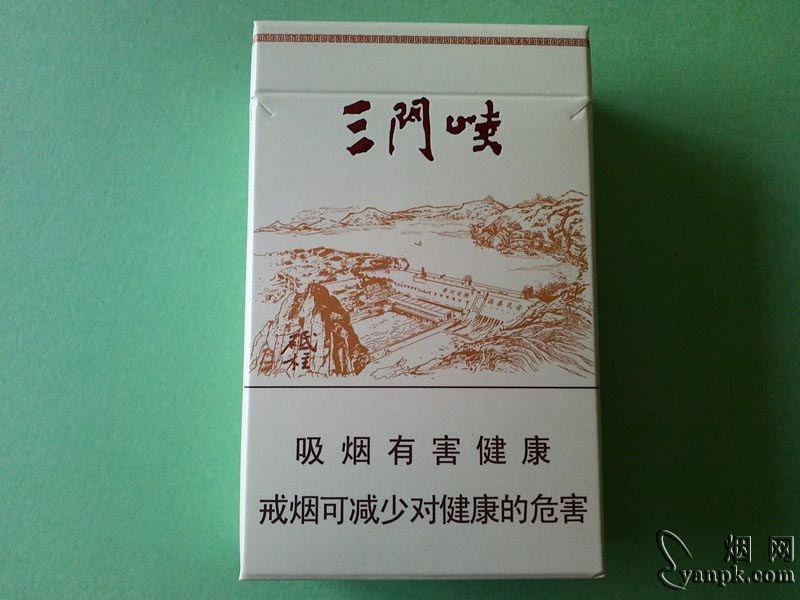 三門峡
砥柱
吸烟有害健康
戒烟可减少对健康的危害
烟网
yanpk.com